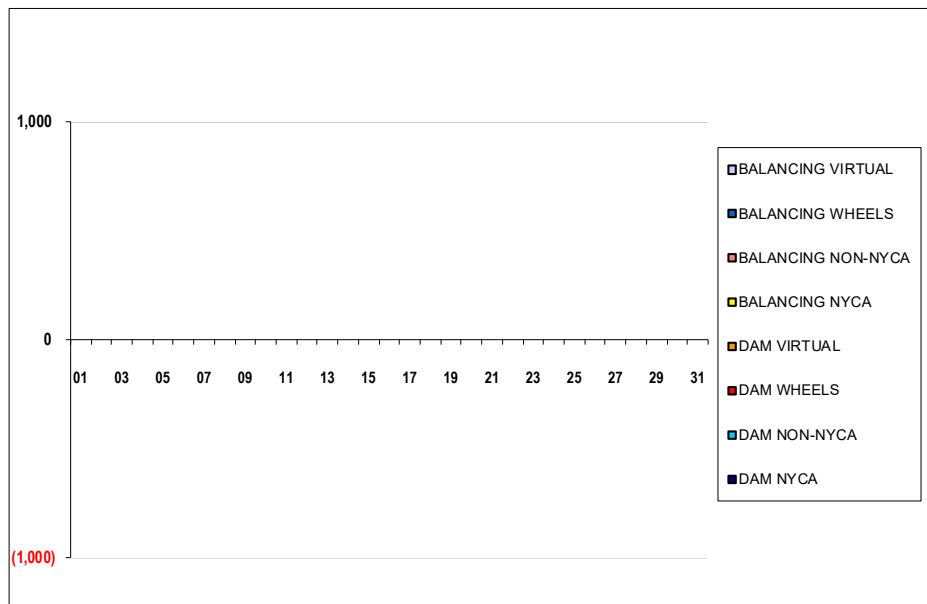 1,000
0
01 03 05 07 09 11 13 15 17 19 21 23 25 27 29 31
(1,000)
BALANCING VIRTUAL
BALANCING WHEELS
BALANCING NON-NYCA
BALANCING NYCA
DAM VIRTUAL
DAM WHEELS
DAM NON-NYCA
DAM NYCA